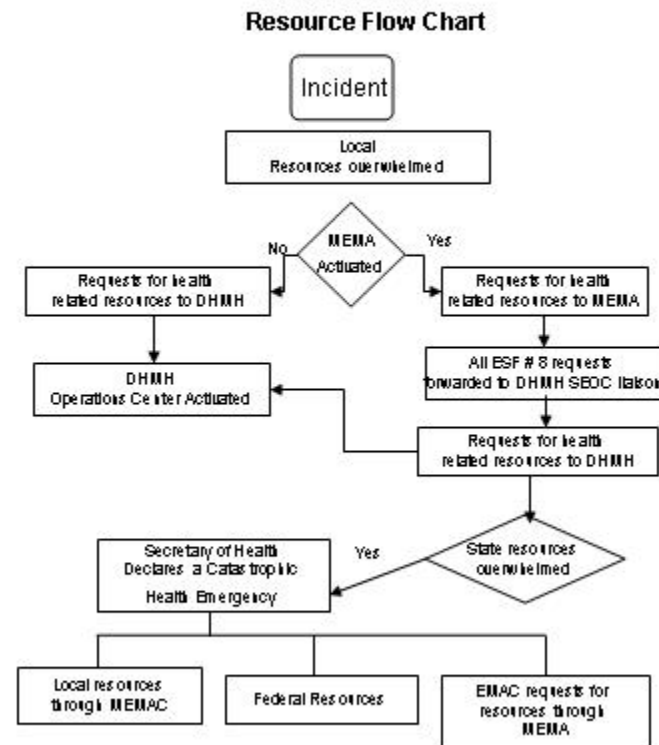 Resource Flow Chart
Incident
Local
Resources overwhelmed
No
MEMA
Activated
Yes
Requests for health
related resources to DHMH
Requests for health
related resources to MEMA
DHMH
Operations Center Activated
All ESF # 8 requests
forwarded to DHMH SEOC liaison
Requests for health
related resources to DHMH
Secretary of Health
Declares a Catastrophic
Health Emergency
Yes
State resources
overwhelmed
Local resources
through MEMAC
Federal Resources
EMAC requests for
resources through
MEMA